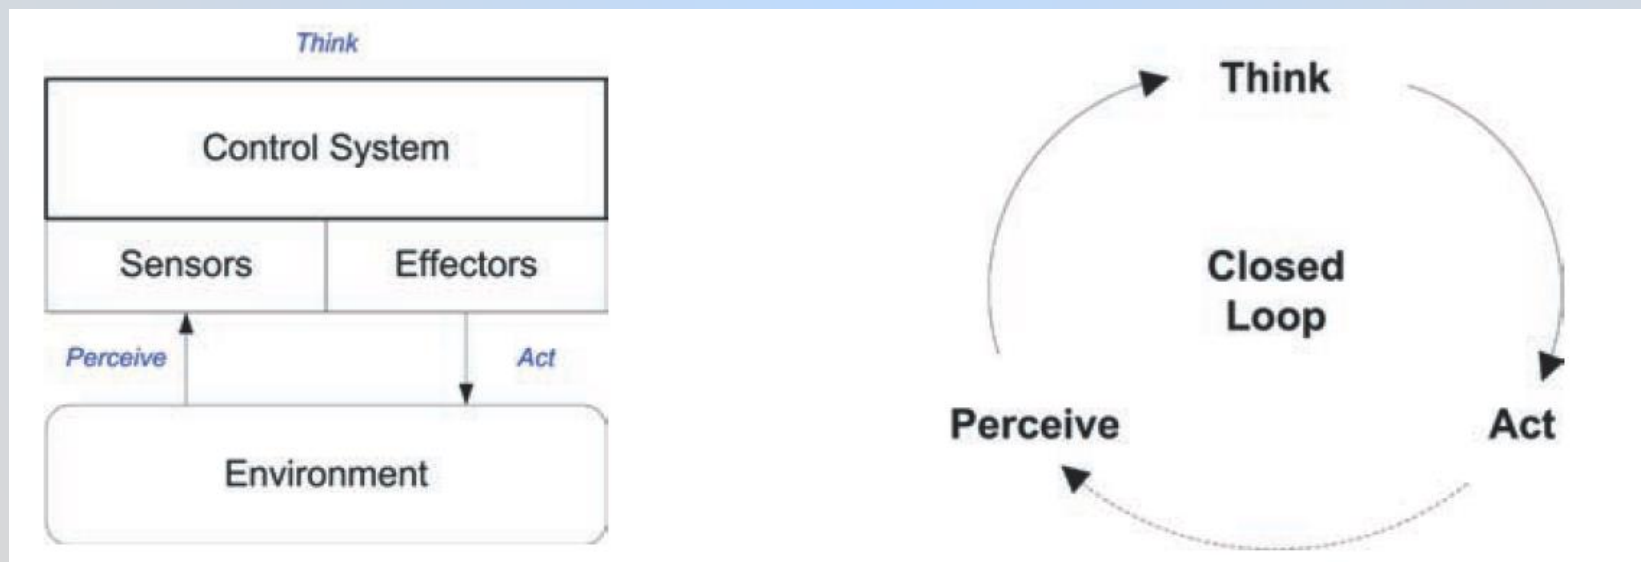 Think
Control System
Sensors
Effectors
Perceive
Act
Environment
Think
Closed
Loop
Perceive
Act